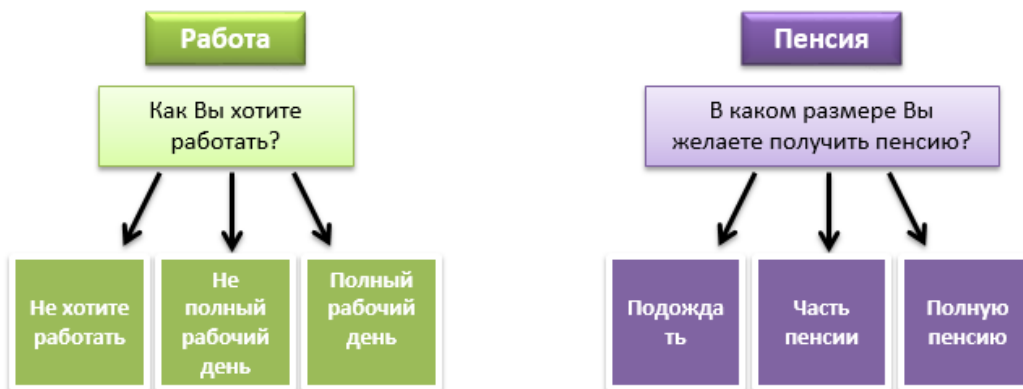 Работа
Как Вы хотите
работать?
Не хотите
работать
Не
полный
рабочий
день
Полный
рабочий
день
Пенсия
В каком размере Вы
желаете получить пенсию?
Подожда
ть
Часть
пенсии
Полную
пенсию